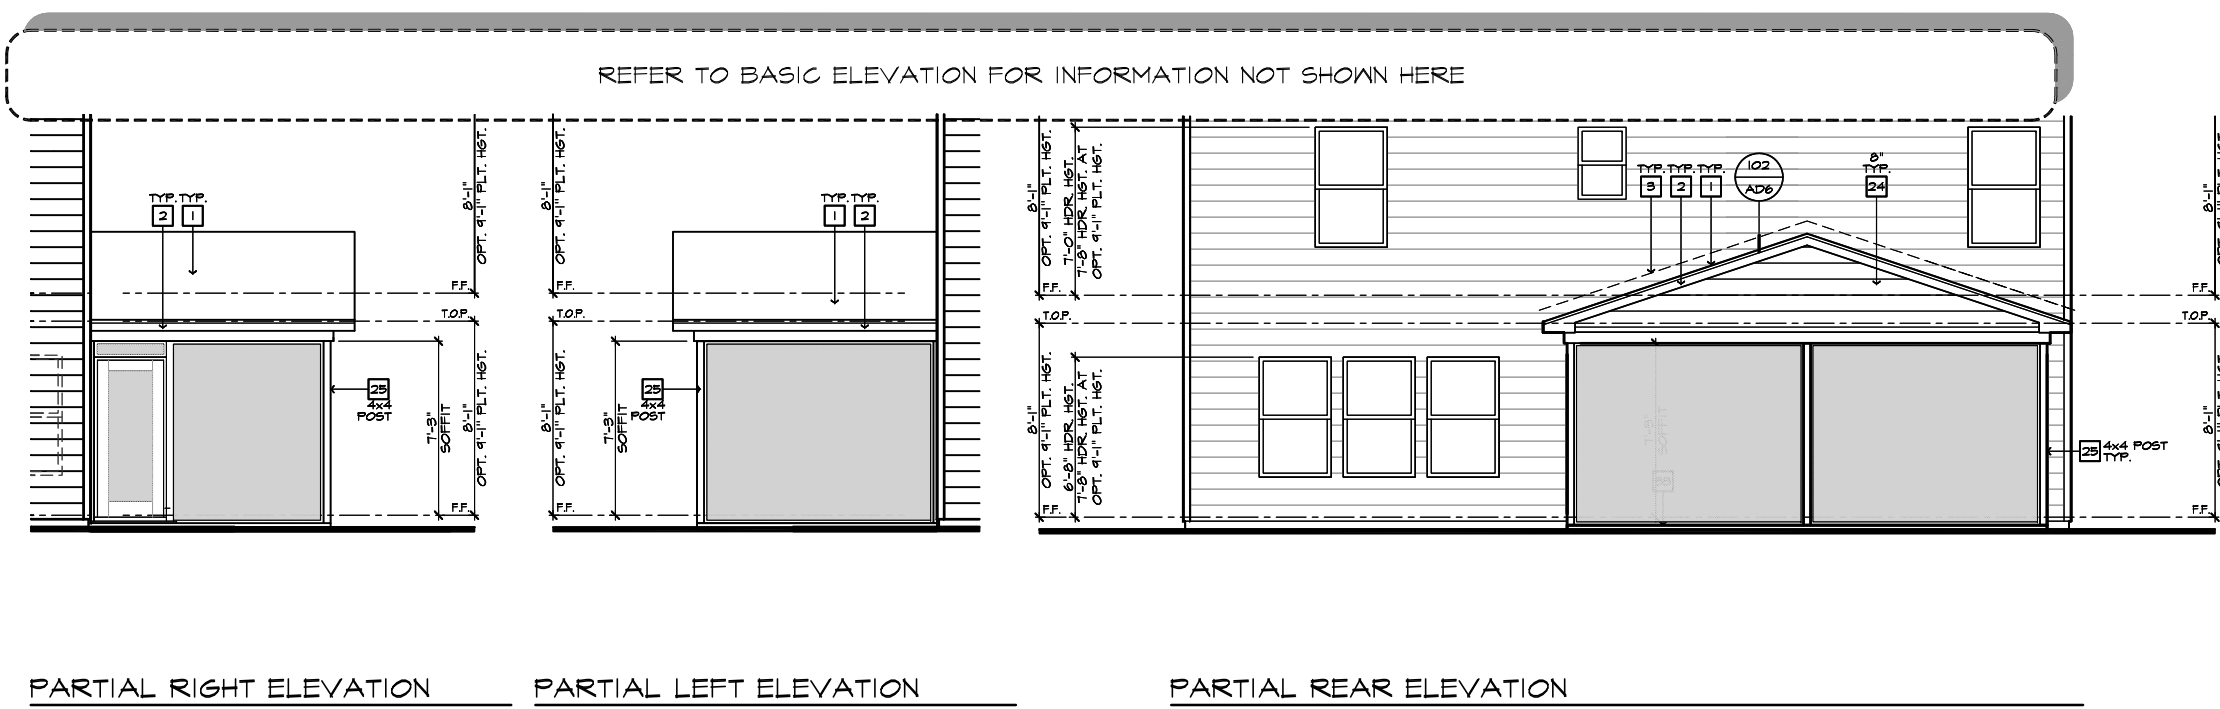 REFER TO BASIC ELEVATION FOR INFORMATION NOT SHOWN HERE
TYP. TYP.
2 1
8'-1"
OPT. 9'-1" PLT. HGT.
F.F.
T.O.P.
25
4x4
POST
7'-3"
SOFFIT
8'-1"
OPT. 9'-1" PLT. HGT.
F.F.
PARTIAL RIGHT ELEVATION
8'-1"
OPT. 9'-1" PLT. HGT.
TYP. TYP.
1 2
F.F.
T.O.P.
8'-1"
OPT. 9'-1" PLT. HGT.
7'-3"
SOFFIT
25
4x4
POST
F.F.
PARTIAL LEFT ELEVATION
8'-1"
OPT. 9'-1" PLT. HGT.
7'-0" HDR. HGT.
7'-8" HDR. HGT. AT
OPT. 9'-1" PLT. HGT.
TYP. TYP. TYP.
3 2 1
102
AD6
8"
TYP.
24
8'-1"
F.F.
F.F.
T.O.P.
T.O.P.
8'-1"
OPT. 9'-1" PLT. HGT.
6'-8" HDR. HGT.
7'-8" HDR. HGT. AT
OPT. 9'-1" PLT. HGT.
7'-3"
SOFFIT
25 4x4 POST
TYP.
8'-1"
F.F.
F.F.
PARTIAL REAR ELEVATION